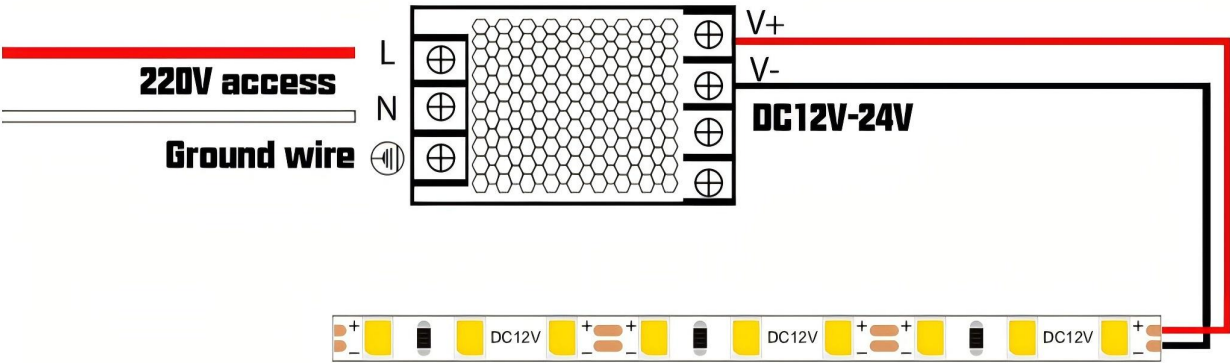 L
V+
220V access
V-
N
DC12V-24V
Ground wire
+ DC12V + + DC12V + + DC12V +
- - - - - -